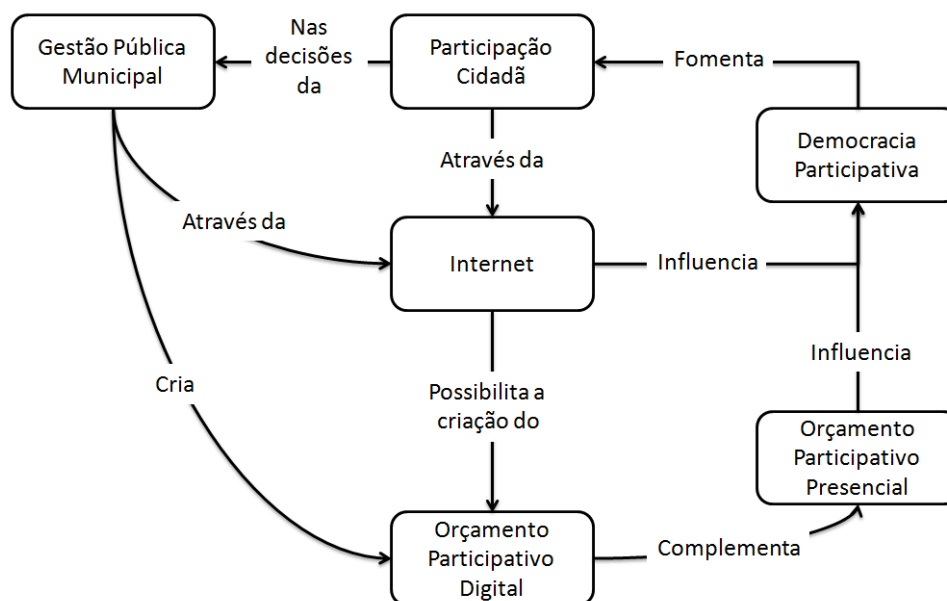 Gestão Pública
Municipal
Nas
decisões
da
Participação
Cidadã
Fomenta
Democracia
Participativa
Através da
Através da
Internet
Influencia
Influencia
Cria
Possibilita a
criação do
Orçamento
Participativo
Presencial
Orçamento
Participativo
Digital
Complementa